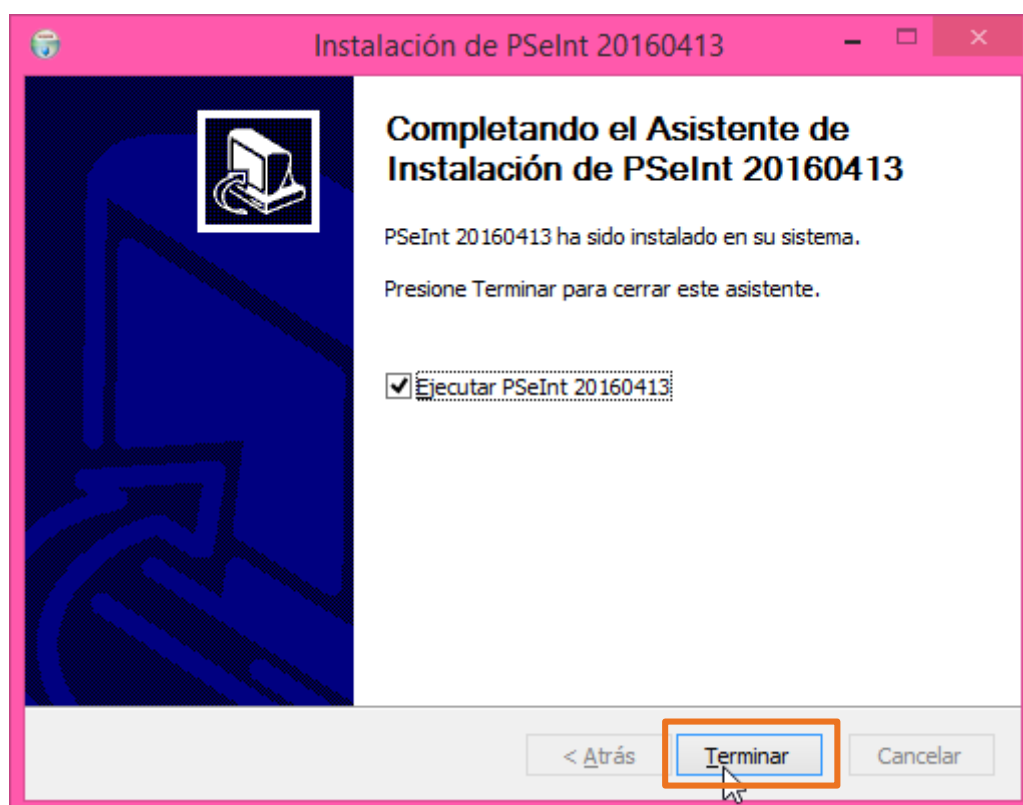 Instalación de PSeInt 20160413
Completando el Asistente de
Instalación de PSeInt 20160413
PSeInt 20160413 ha sido instalado en su sistema.
Presione Terminar para cerrar este asistente.
Ejecutar PSeInt 20160413
< Atrás
Terminar
Cancelar